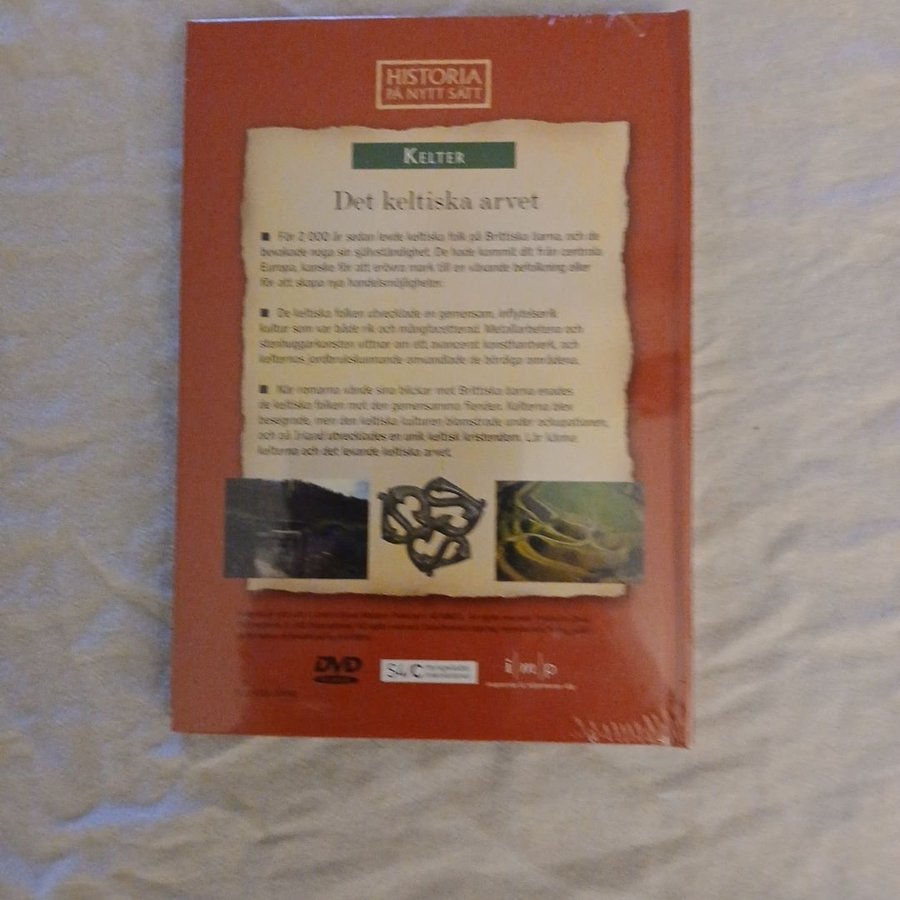 HISTORIA
PÅ NYTT SÄTT
KELTER
Det keltiska arvet
■ För 2 000 år sedan levde keltiska folk på Brittiska öarna, och de
bevakade noga sin självständighet. De hade kommit dit från centrala
Europa, kanske för att erövra mark till en växande befolkning eller
för att skapa nya handelsmöjligheter.
■ De keltiska folken utvecklade en gemensam, inflytelserik
kultur som var både rik och mångfacetterad. Metallarbetena och
stenhuggarkonsten vittnar om ett avancerat konsthantverk, och
kelternas jordbrukskunnande omvandlade de bördiga områdena.
■ När romarna vände sina blickar mot Brittiska öarna enades
de keltiska folken mot den gemensamma fienden. Kelterna blev
besegrade, men den keltiska kulturen blomstrade under ockupationen,
och på Irland utvecklades en unik keltisk kristendom. Lär känna
kelterna och det levande keltiska arvet.
DVD
i/m/p